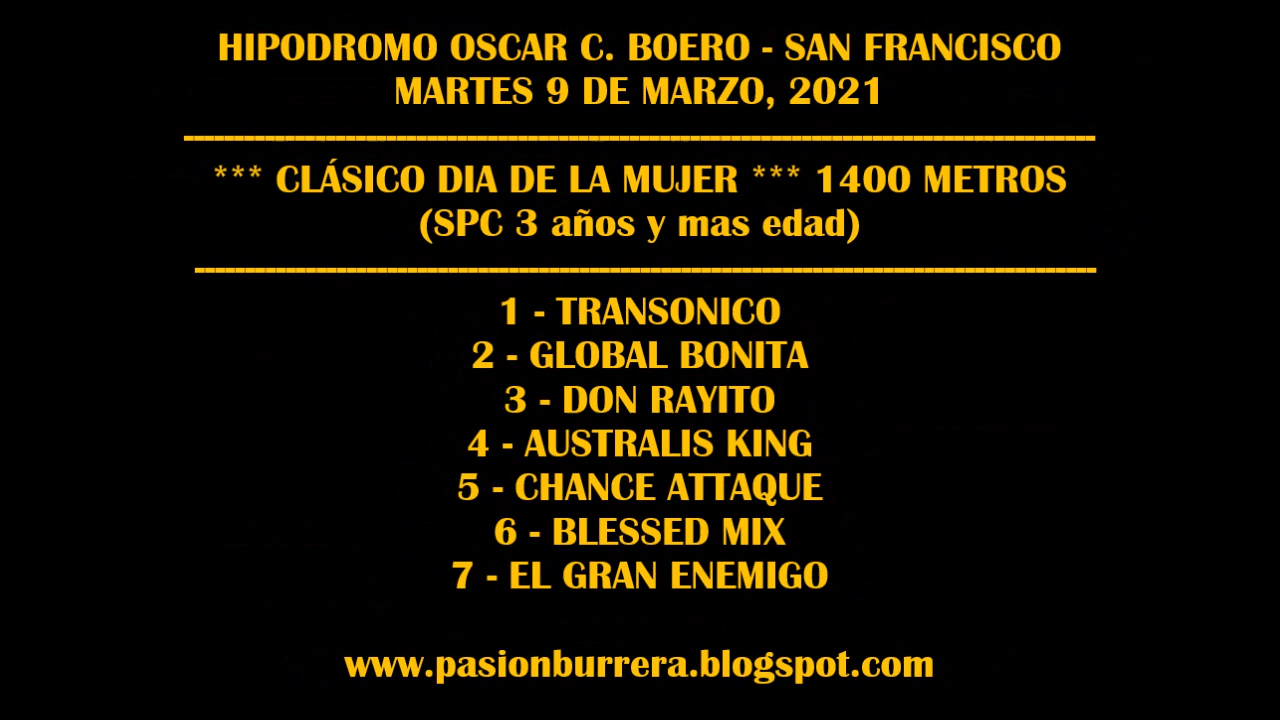 HIPODROMO OSCAR C. BOERO - SAN FRANCISCO
MARTES 9 DE MARZO, 2021
--------------------------------------------------------------------------------
*** CLÁSICO DIA DE LA MUJER *** 1400 METROS
(SPC 3 años y mas edad)
--------------------------------------------------------------------------------
1 - TRANSONICO
2 - GLOBAL BONITA
3 - DON RAYITO
4 - AUSTRALIS KING
5 - CHANCE ATTAQUE
6 - BLESSED MIX
7 - EL GRAN ENEMIGO
www.pasionburrera.blogspot.com